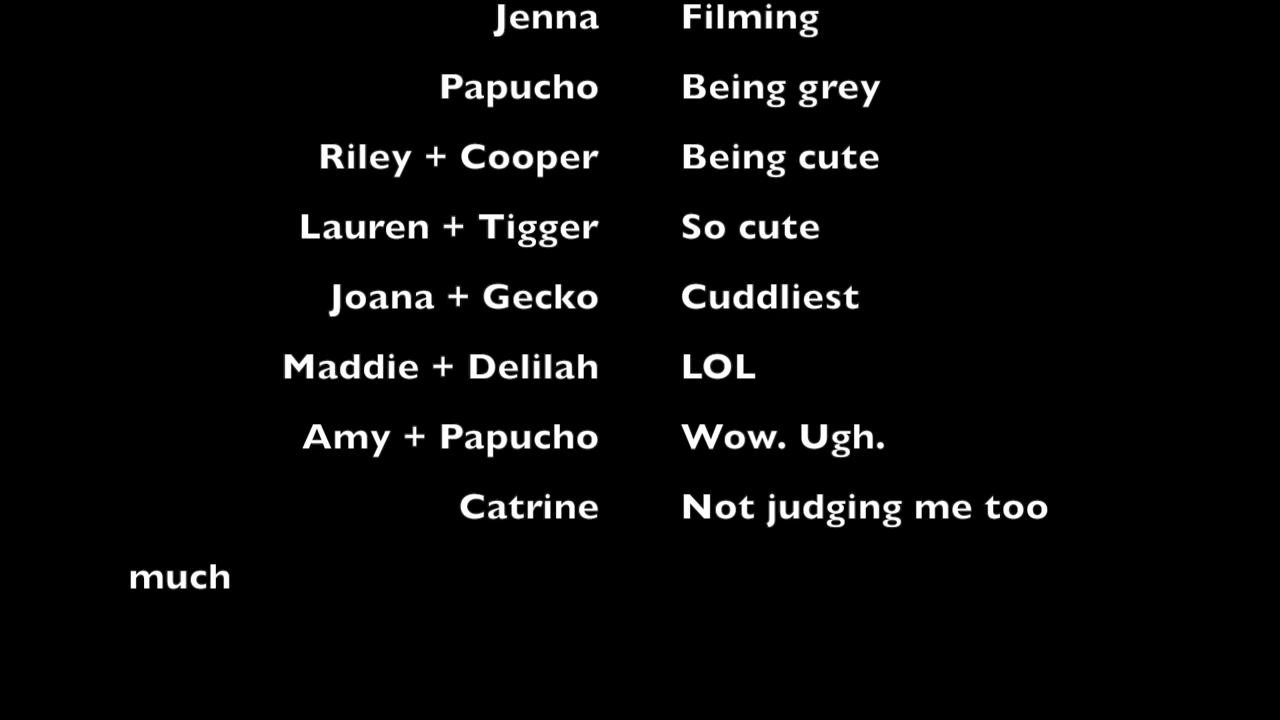 Jenna Filming
Papucho Being grey
Riley + Cooper Being cute
Lauren + Tigger So cute
Joana + Gecko Cuddliest
Maddie + Delilah LOL
Amy + Papucho Wow. Ugh.
Catrine Not judging me too
much